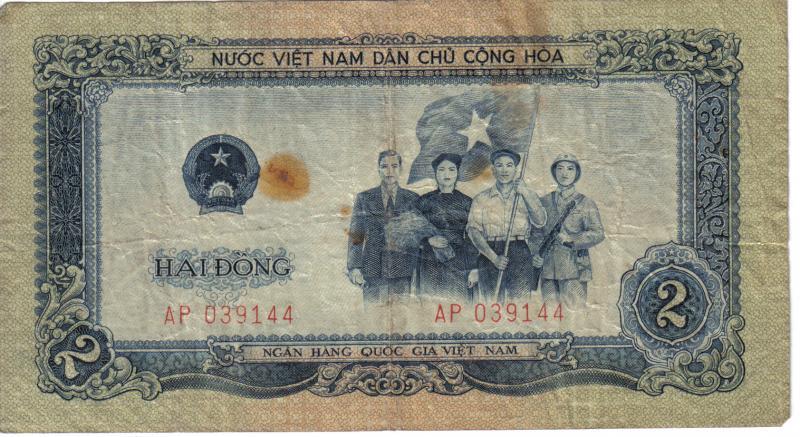 NƯỚC VIỆT NAM DÂN CHỦ CỘNG HÒA
HAI ĐỒNG
AP 039144
AP 039144
2
2
NGÂN HÀNG QUỐC GIA VIỆT NAM